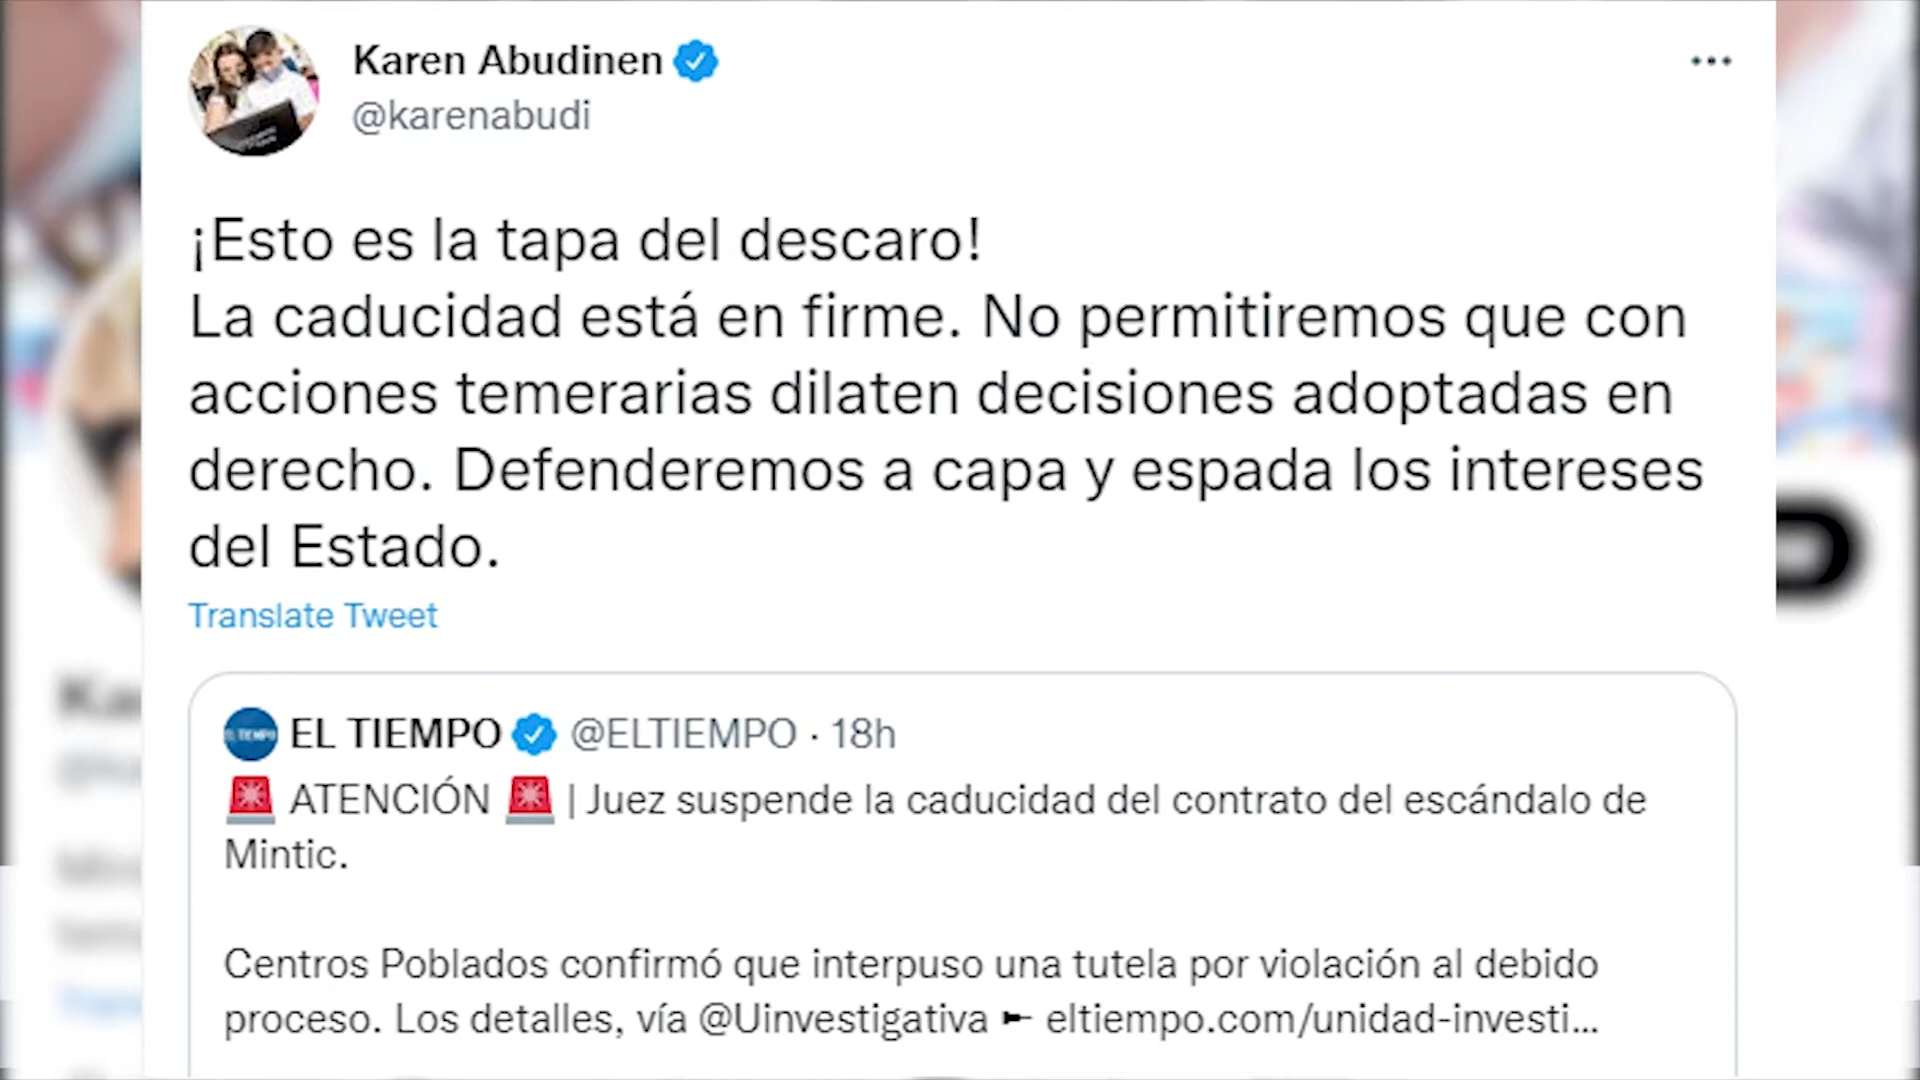 Karen Abudinen
@karenabudi
¡Esto es la tapa del descaro!
La caducidad está en firme. No permitiremos que con
acciones temerarias dilaten decisiones adoptadas en
derecho. Defenderemos a capa y espada los intereses
del Estado.
Translate Tweet
EL TIEMPO @ELTIEMPO · 18h
🚨 ATENCIÓN 🚨 | Juez suspende la caducidad del contrato del escándalo de
Mintic.
Centros Poblados confirmó que interpuso una tutela por violación al debido
proceso. Los detalles, vía @Uinvestigativa ► eltiempo.com/unidad-investi...